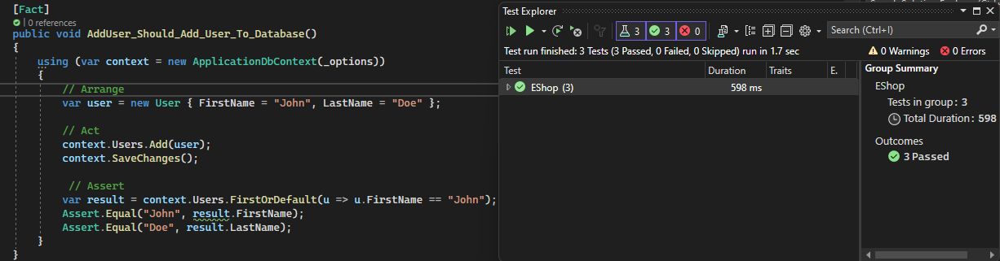 [Fact]
| 0 references
public void AddUser_Should_Add_User_To_Database()
{
using (var context = new ApplicationDbContext(_options))
{
// Arrange
var user = new User { FirstName = "John", LastName = "Doe" };
// Act
context.Users.Add(user);
context.SaveChanges();
// Assert
var result = context.Users.FirstOrDefault(u => u.FirstName == "John");
Assert.Equal("John", result.FirstName);
Assert.Equal("Doe", result.LastName);
}
}
Test Explorer
3 3 0
Search (Ctrl+I)
Test run finished: 3 Tests (3 Passed, 0 Failed, 0 Skipped) run in 1.7 sec
0 Warnings 0 Errors
Test Duration Traits E.
EShop (3) 598 ms
Group Summary
EShop
Tests in group: 3
Total Duration: 598
Outcomes
3 Passed